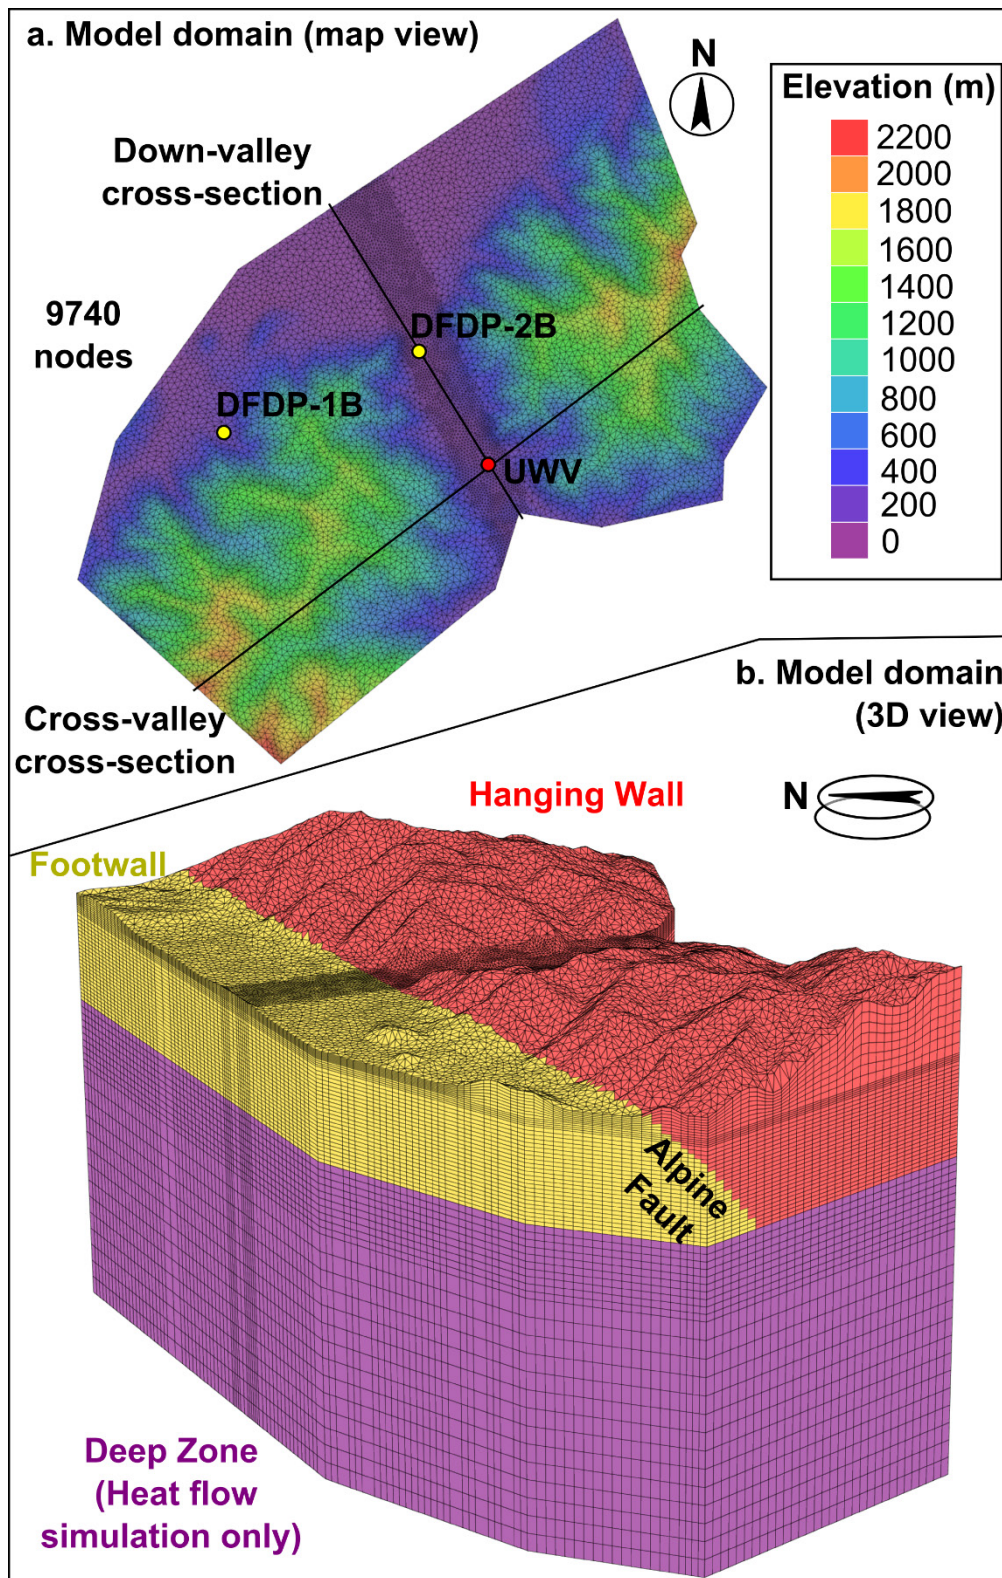 a. Model domain (map view)
N
Elevation (m)
2200
2000
1800
1600
1400
1200
1000
800
600
400
200
0
Down-valley
cross-section
9740
nodes
DFDP-2B
DFDP-1B
UWV
Cross-valley
cross-section
b. Model domain
(3D view)
N
Hanging Wall
Footwall
Alpine
Fault
Deep Zone
(Heat flow
simulation only)